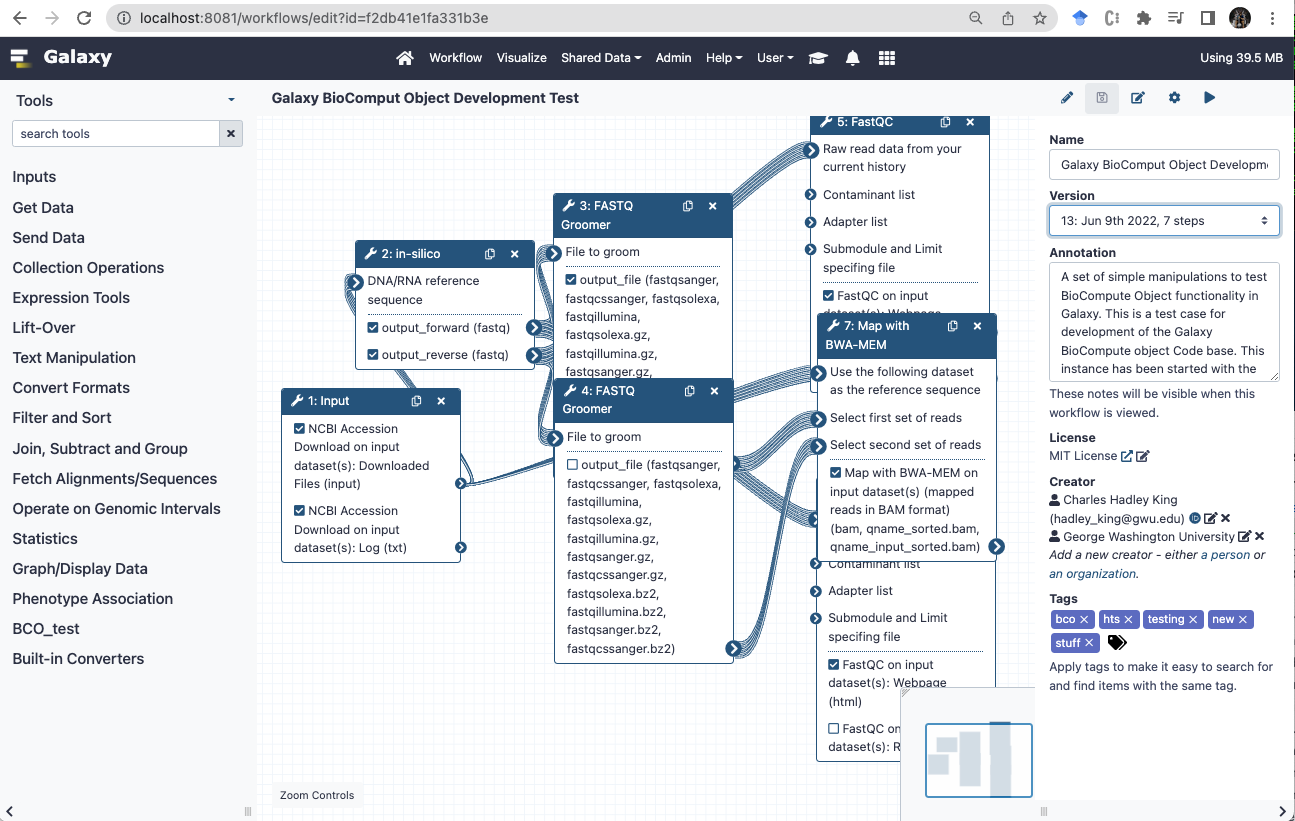 localhost:8081/workflows/edit?id=f2db41e1fa331b3e
Galaxy
Workflow
Visualize
Shared Data
Admin
Help
User
Using 39.5 MB
Tools
search tools
Inputs
Get Data
Send Data
Collection Operations
Expression Tools
Lift-Over
Text Manipulation
Convert Formats
Filter and Sort
Join, Subtract and Group
Fetch Alignments/Sequences
Operate on Genomic Intervals
Statistics
Graph/Display Data
Phenotype Association
BCO_test
Built-in Converters
Galaxy BioComput Object Development Test
1: Input
NCBI Accession
Download on input
dataset(s): Downloaded
Files (input)
NCBI Accession
Download on input
dataset(s): Log (txt)
2: in-silico
DNA/RNA reference
sequence
output_forward (fastq)
output_reverse (fastq)
3: FASTQ
Groomer
File to groom
output_file (fastqsanger,
fastqcssanger, fastqsolexa,
fastqillumina,
fastqsolexa.gz,
fastqillumina.gz,
fastqsanger.gz,
4: FASTQ
Groomer
File to groom
output_file (fastqsanger,
fastqcssanger, fastqsolexa,
fastqillumina,
fastqsolexa.gz,
fastqillumina.gz,
fastqsanger.gz,
fastqcssanger.gz,
fastqsolexa.bz2,
fastqillumina.bz2,
fastqsanger.bz2,
fastqcssanger.bz2)
5: FastQC
Raw read data from your
current history
Contaminant list
Adapter list
Submodule and Limit
specifing file
FastQC on input
dataset(s): Webpage
7: Map with
BWA-MEM
Use the following dataset
as the reference sequence
Select first set of reads
Select second set of reads
Map with BWA-MEM on
input dataset(s) (mapped
reads in BAM format)
(bam, qname_sorted.bam,
qname_input_sorted.bam)
Contaminant list
Adapter list
Submodule and Limit
specifing file
FastQC on input
dataset(s): Webpage
(html)
FastQC on
dataset(s): R
Zoom Controls
Name
Galaxy BioComput Object Developm
Version
13: Jun 9th 2022, 7 steps
Annotation
A set of simple manipulations to test
BioCompute Object functionality in
Galaxy. This is a test case for
development of the Galaxy
BioCompute object Code base. This
instance has been started with the
These notes will be visible when this
workflow is viewed.
License
MIT License
Creator
Charles Hadley King
(hadley_king@gwu.edu)
George Washington University
Add a new creator - either a person or
an organization.
Tags
bco
hts
testing
new
stuff
Apply tags to make it easy to search for
and find items with the same tag.